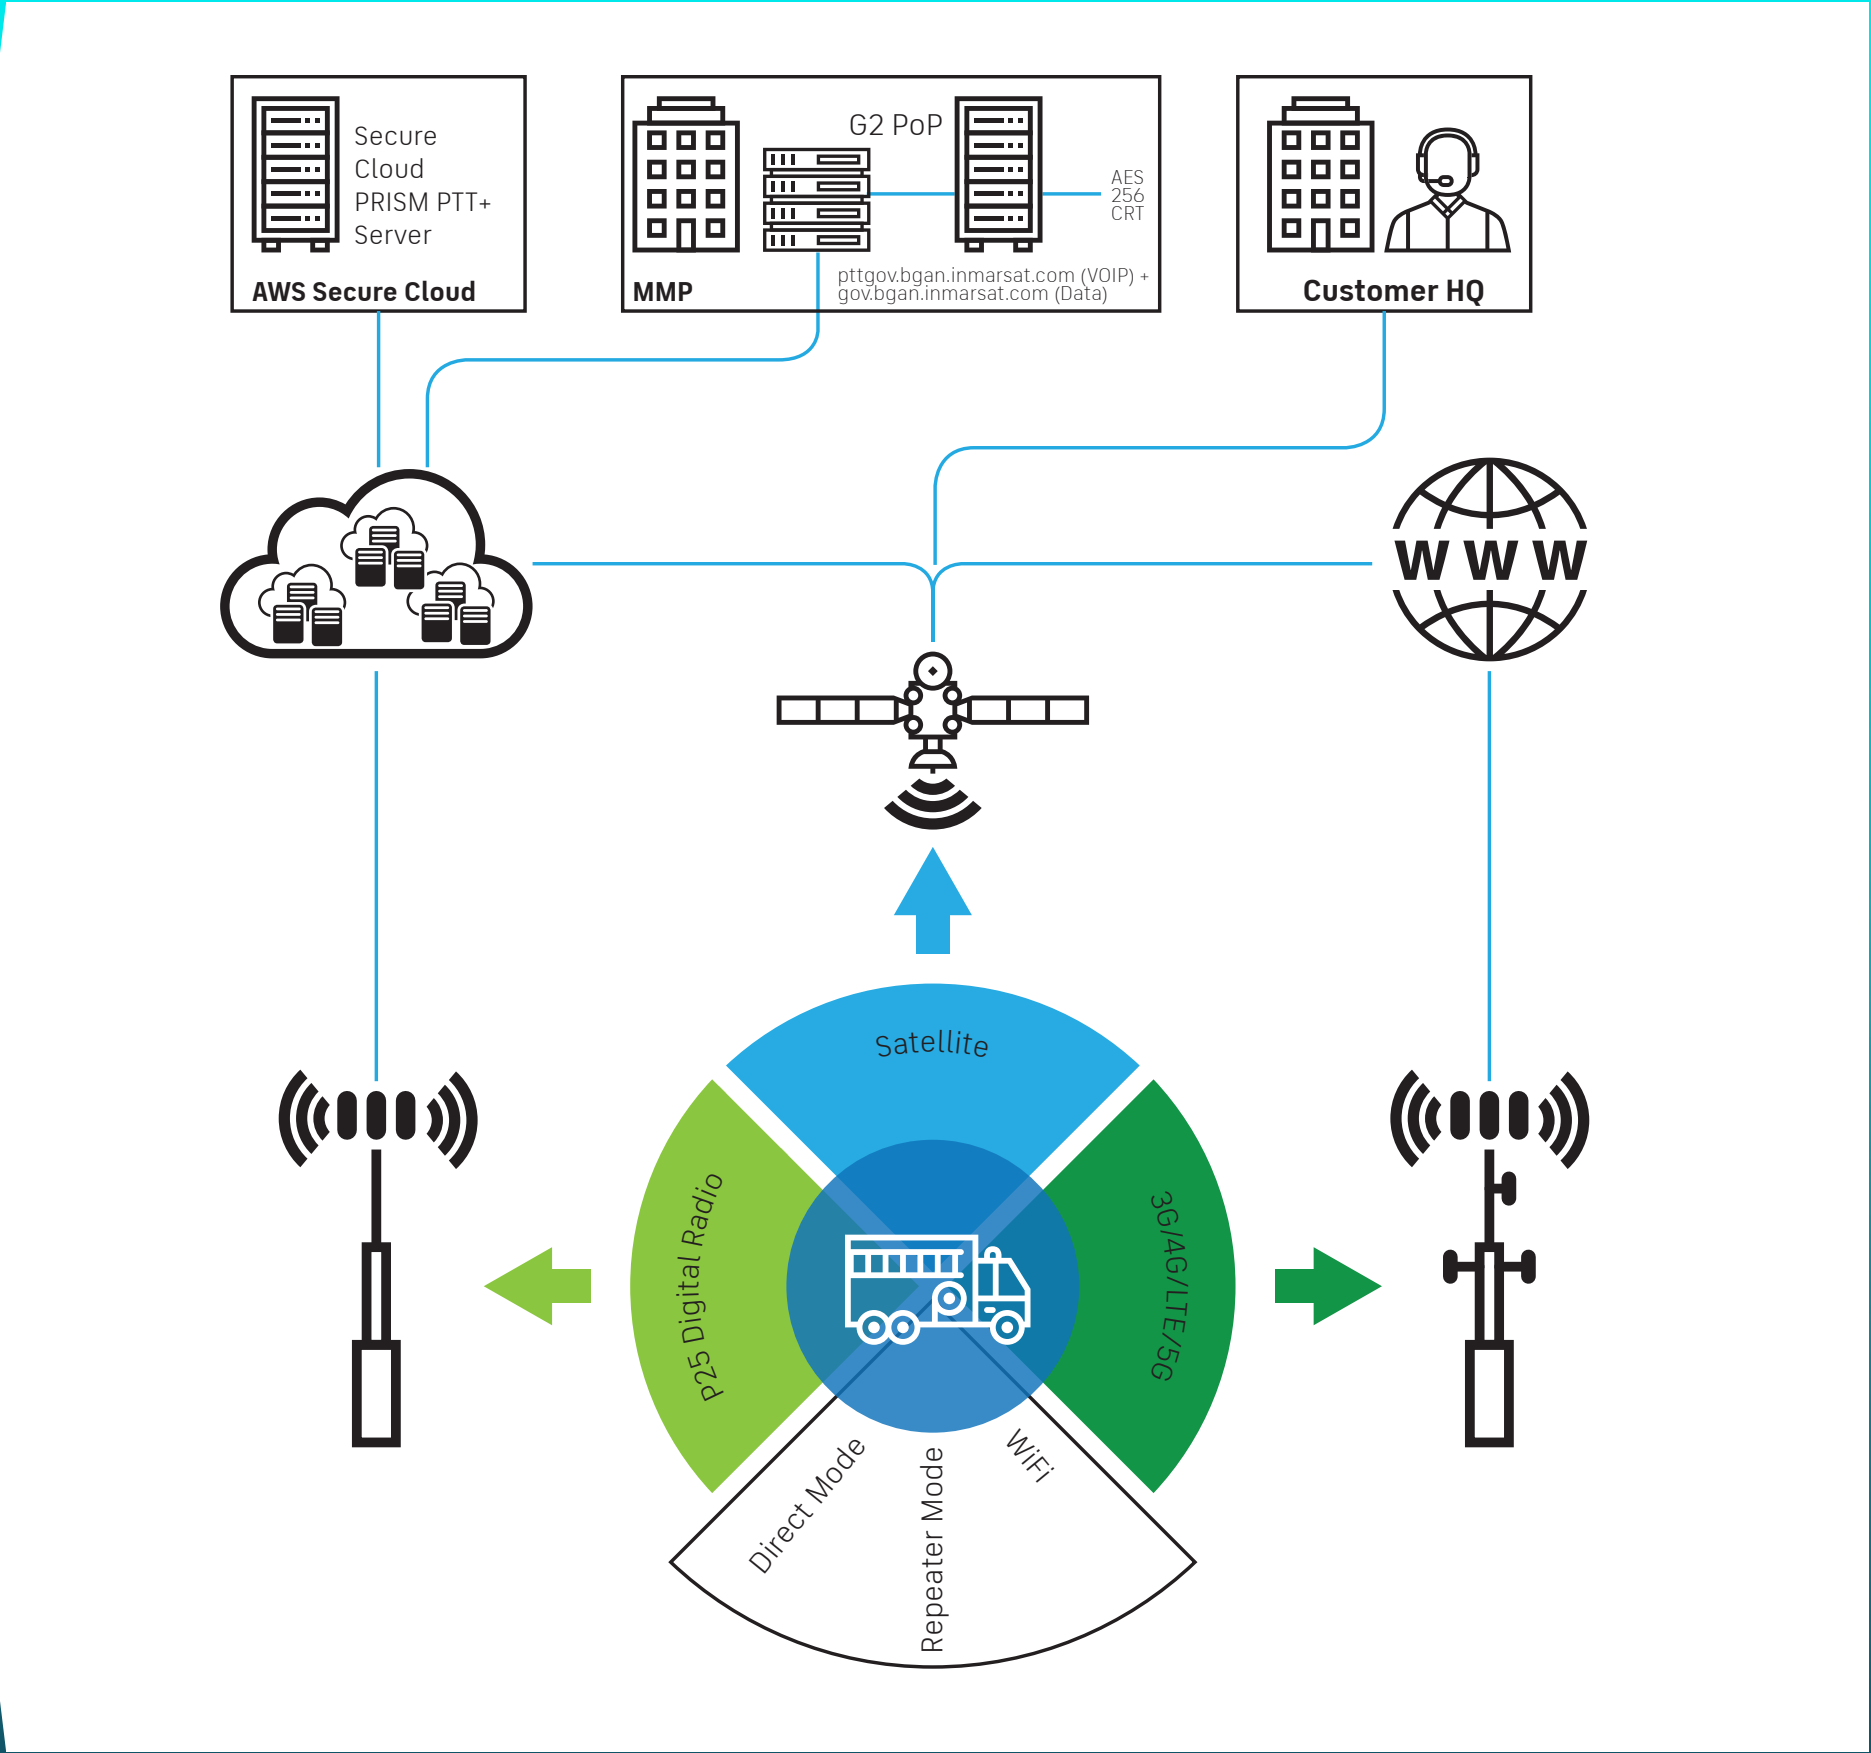 Secure
Cloud
PRISM PTT+
Server
AWS Secure Cloud
G2 PoP
AES
256
CRT
pttgov.bgan.inmarsat.com (VOIP) +
gov.bgan.inmarsat.com (Data)
MMP
Customer HQ
WWW
Satellite
P25 Digital Radio
3G/4G/LTE/5G
Direct Mode
Repeater Mode
WiFi